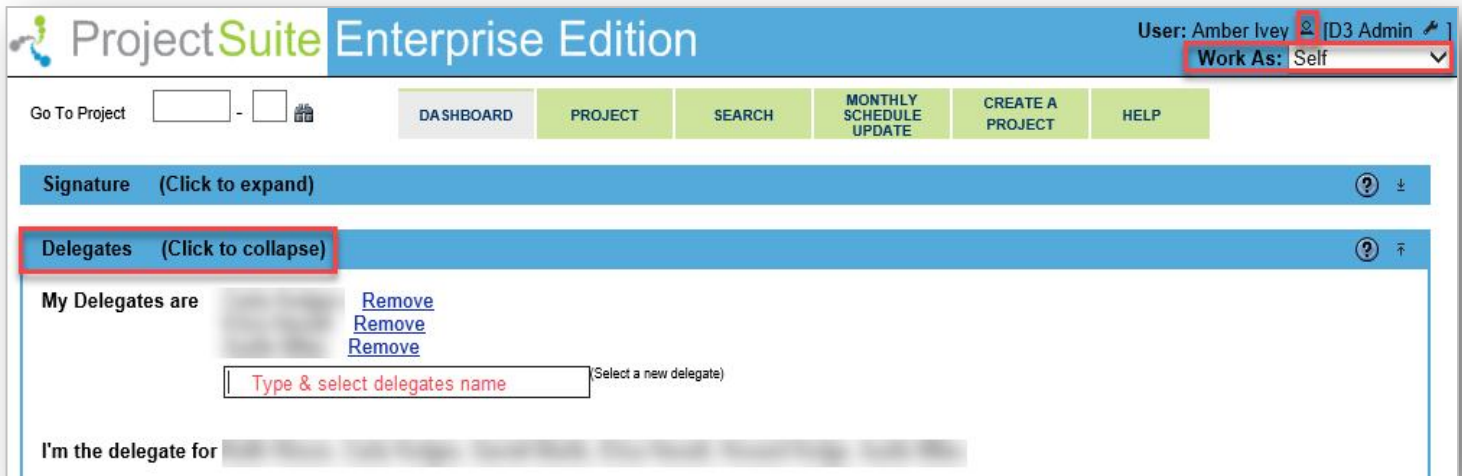 ProjectSuite Enterprise Edition
User: Amber Ivey [D3 Admin ]
Work As: Self
Go To Project -
DASHBOARD
PROJECT
SEARCH
MONTHLY
SCHEDULE
UPDATE
CREATE A
PROJECT
HELP
Signature (Click to expand) ?
Delegates (Click to collapse) ?
My Delegates are Remove
Remove
Remove
Type & select delegates name (Select a new delegate)
I'm the delegate for